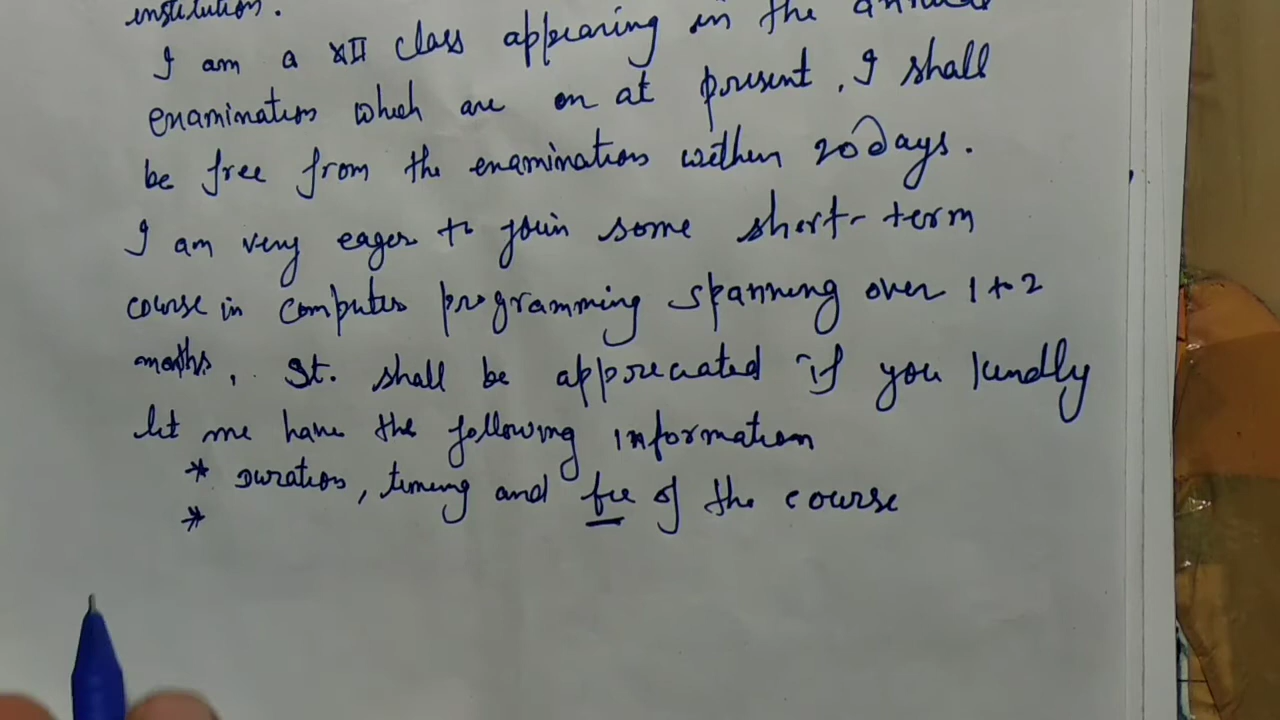 institution.
I am a XII class appearing in the annual
examination which are on at present, I shall
be free from the examination within 20 days.
I am very eager to join some short-term
course in computer programming spanning over 1 to 2
months, It. shall be appreciated if you kindly
let me have the following information
* Duration, timing and fee of the course
*